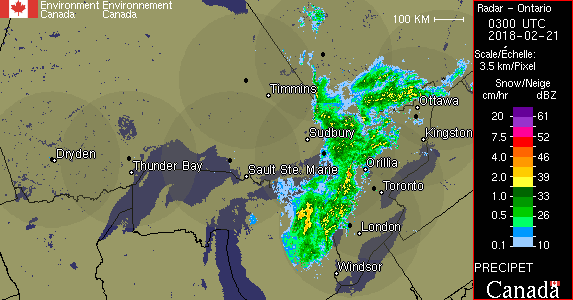 Environment Environnement
Canada Canada
100 KM
Timmins
Ottawa
Sudbury
Kingston
Dryden
Thunder Bay
Sault Ste. Marie
Orillia
Toronto
London
Windsor
Radar - Ontario
0300 UTC
2018-02-21
Scale/Échelle:
3.5 km/Pixel
Snow/Neige
cm/hr dBZ
20 61
7.5 52
4.0 46
2.0 39
1.0 33
0.5 26
0.1 10
PRECIPET
Canada